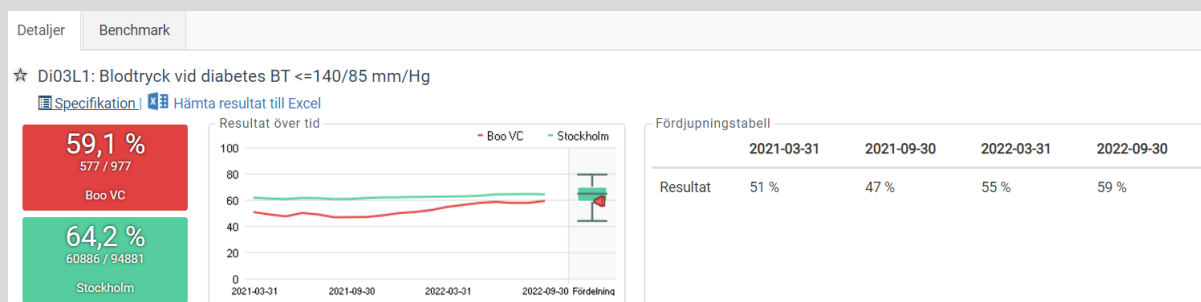 Detaljer Benchmark
Di03L1: Blodtryck vid diabetes BT <=140/85 mm/Hg
Specifikation | Hämta resultat till Excel
59,1 %
577 / 977
Boo VC
64,2 %
60886 / 94881
Stockholm
Resultat över tid
Boo VC Stockholm
100
80
60
40
20
0
2021-03-31 2021-09-30 2022-03-31 2022-09-30 Fördelning
Fördjupningstabell
2021-03-31 2021-09-30 2022-03-31 2022-09-30
Resultat 51 % 47 % 55 % 59 %